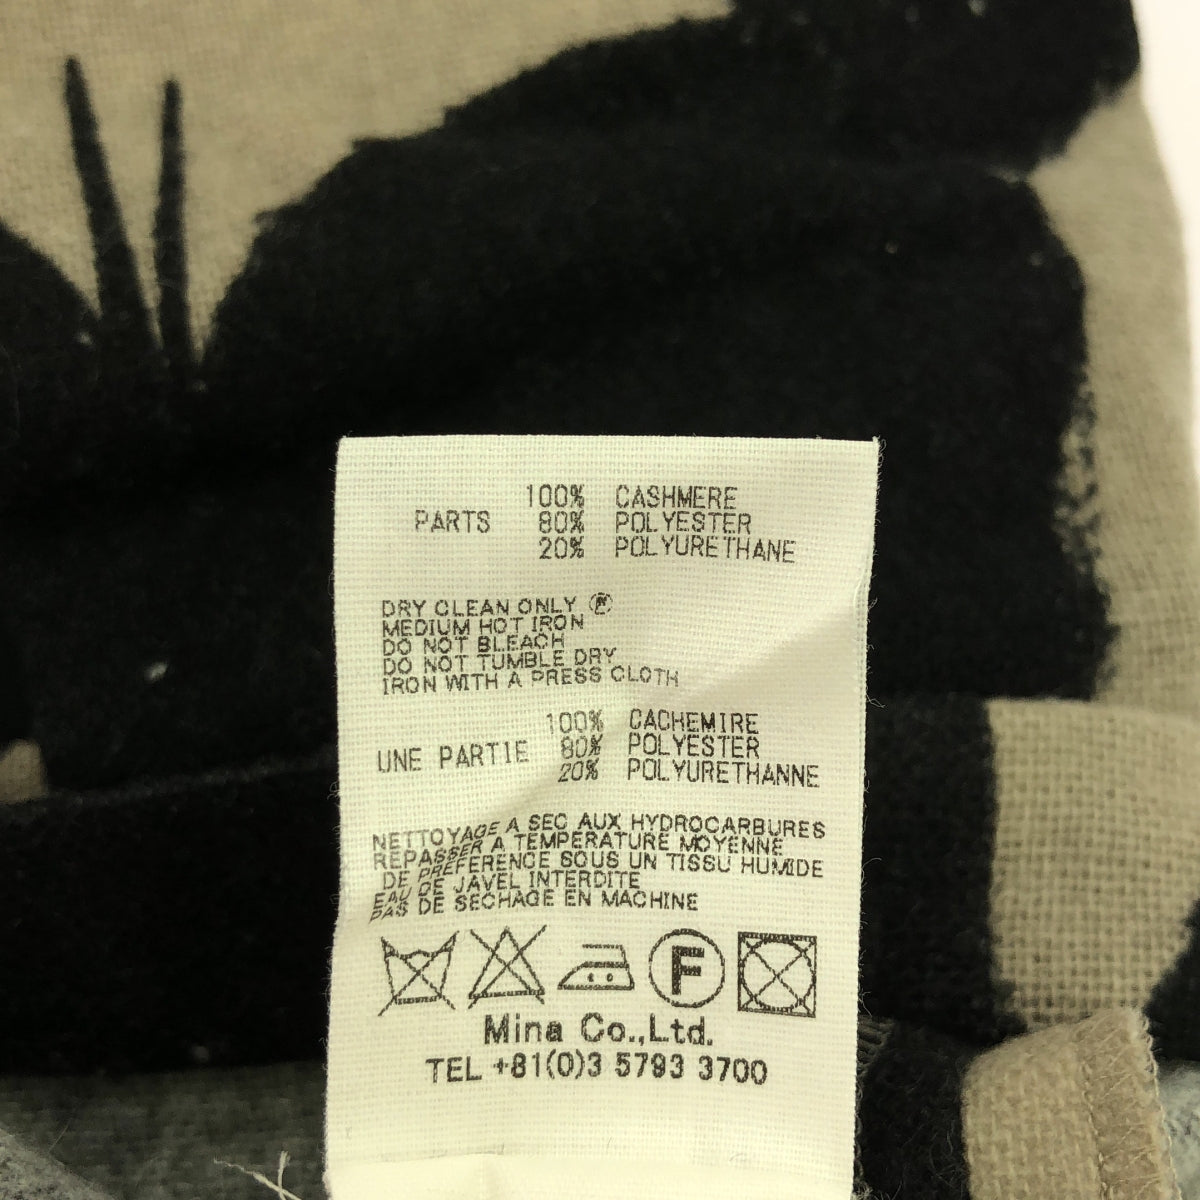 100% CASHMERE
PARTS 80% POLYESTER
20% POLYURETHANE
DRY CLEAN ONLY
MEDIUM HOT IRON
DO NOT BLEACH
DO NOT TUMBLE DRY
IRON WITH A PRESS CLOTH
100% CACHEMIRE
UNE PARTIE 80% POLYESTER
20% POLYURETHANNE
NETTOYAGE A SEC AUX HYDROCARBURES
REPASSER A TEMPERATURE MOYENNE
DE PREFERENCE SOUS UN TISSU HUMIDE
EAU DE JAVEL INTERDITE
PAS DE SECHAGE EN MACHINE
F
Mina Co.,Ltd.
TEL +81(0)3 5793 3700